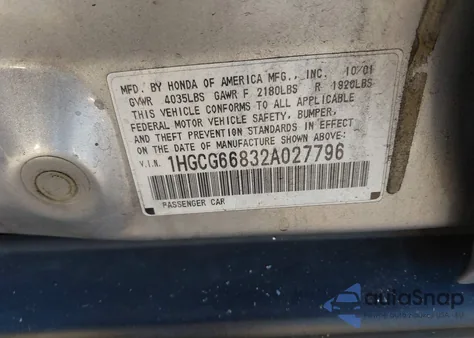 MFD. BY HONDA OF AMERICA MFG., INC. 10/01
GVWR 4035LBS GAWR F 2180LBS R 1920LBS
THIS VEHICLE CONFORMS TO ALL APPLICABLE
FEDERAL MOTOR VEHICLE SAFETY, BUMPER,
AND THEFT PREVENTION STANDARDS IN EFFECT
ON THE DATE OF MANUFACTURE SHOWN ABOVE.
V.I.N. 1HGCG66832A027796
PASSENGER CAR
autaSnap